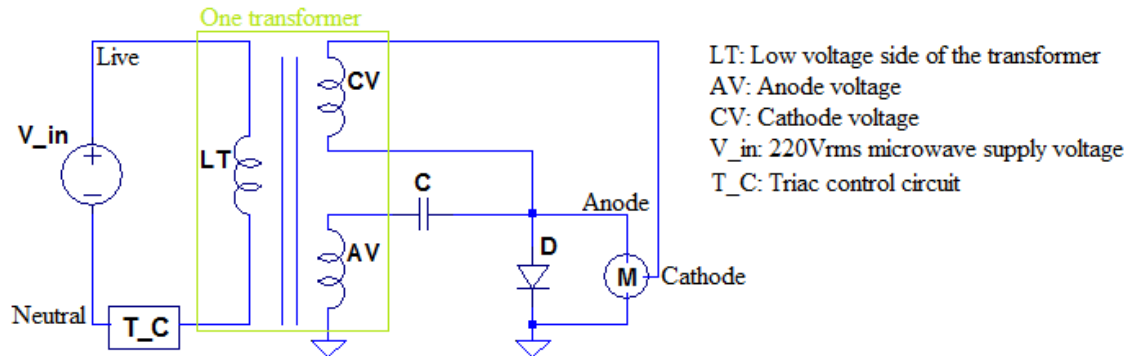 One transformer
Live
CV
V_in
LT
C
Anode
AV
D
M
Cathode
Neutral
T_C
LT: Low voltage side of the transformer
AV: Anode voltage
CV: Cathode voltage
V_in: 220Vrms microwave supply voltage
T_C: Triac control circuit